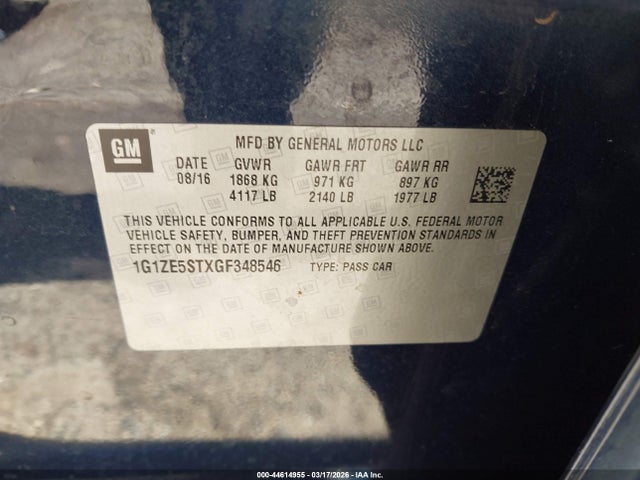 GM
MFD BY GENERAL MOTORS LLC
DATE GVWR GAWR FRT GAWR RR
08/16 1868 KG 971 KG 897 KG
4117 LB 2140 LB 1977 LB
THIS VEHICLE CONFORMS TO ALL APPLICABLE U.S. FEDERAL MOTOR
VEHICLE SAFETY, BUMPER, AND THEFT PREVENTION STANDARDS IN
EFFECT ON THE DATE OF MANUFACTURE SHOWN ABOVE.
1G1ZE5STXGF348546 TYPE: PASS CAR
000-44614955 - 03/17/2026 - IAAI Inc.